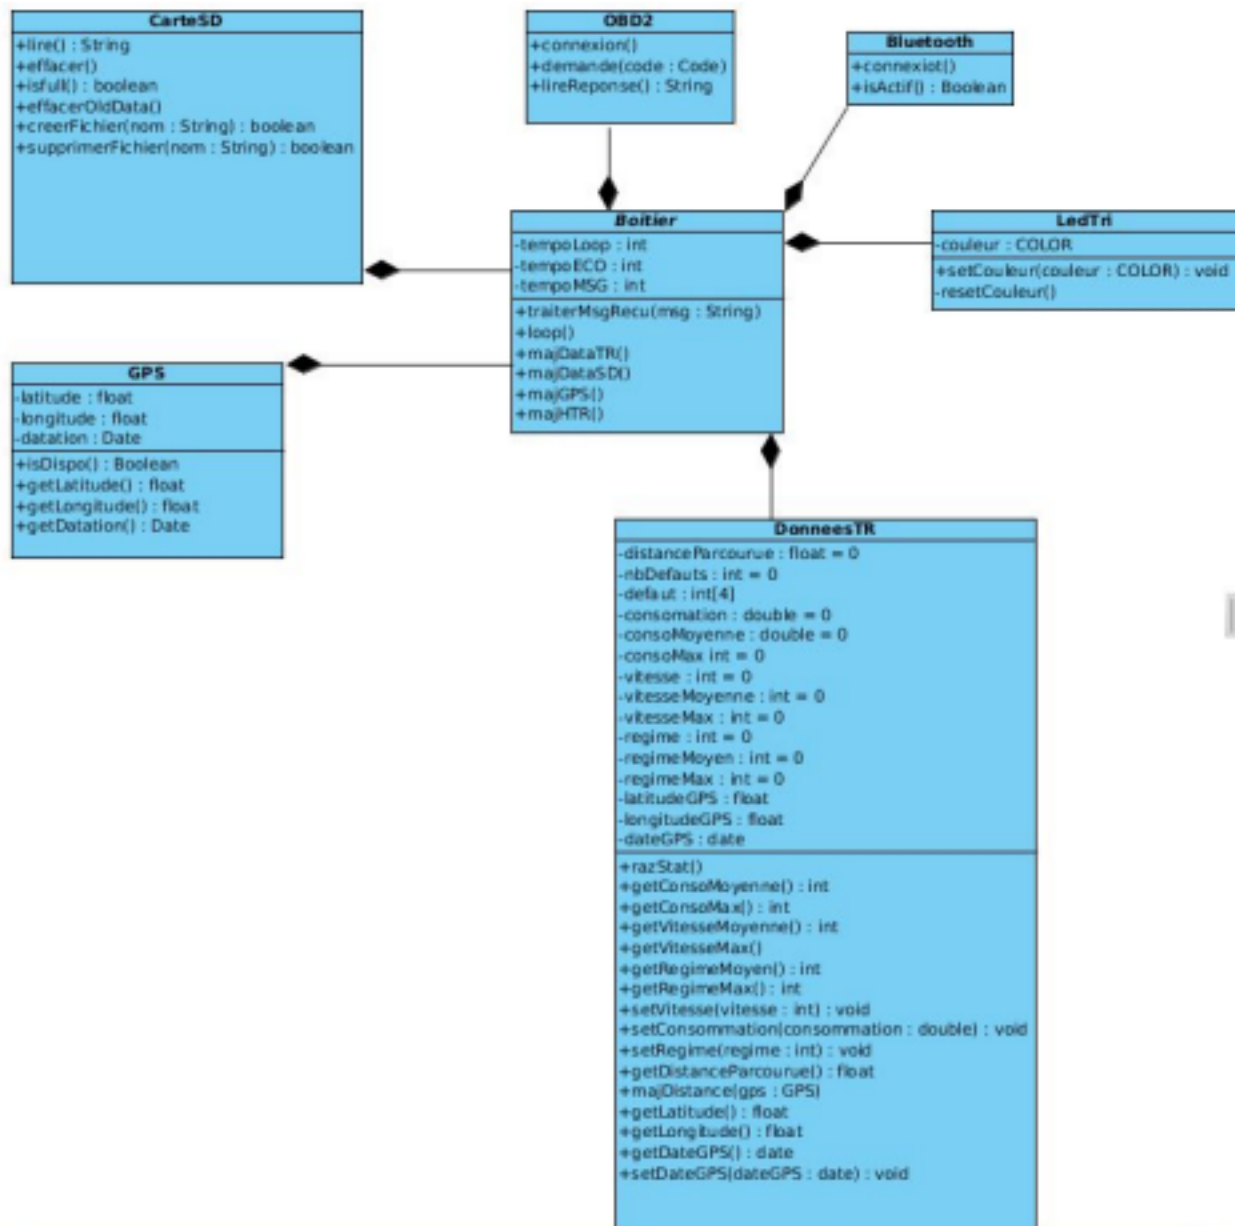 CarteSD
+lire() : String
+effacer()
+isfull() : boolean
+effacerOldData()
+creerFichier(nom : String) : boolean
+supprimerFichier(nom : String) : boolean
OBD2
+connexion()
+demande(code : Code)
+lireReponse() : String
Bluetooth
+connexiot()
+isActif() : Boolean
Boitier
-tempoLoop : int
-tempoECO : int
-tempoMSG : int
+traiterMsgRecu(msg : String)
+loop()
+majDataTR()
+majDataSD()
+majGPS()
+majHTR()
LedTri
-couleur : COLOR
+setCouleur(couleur : COLOR) : void
-resetCouleur()
GPS
-latitude : float
-longitude : float
-datation : Date
+isDispo() : Boolean
+getLatitude() : float
+getLongitude() : float
+getDatation() : Date
DonneesTR
-distanceParcourue : float = 0
-nbDefauts : int = 0
-defaut : int[4]
-consomation : double = 0
-consoMoyenne : double = 0
-consoMax int = 0
-vitesse : int = 0
-vitesseMoyenne : int = 0
-vitesseMax : int = 0
-regime : int = 0
-regimeMoyen : int = 0
-regimeMax : int = 0
-latitudeGPS : float
-longitudeGPS : float
-dateGPS : date
+razStat()
+getConsoMoyenne() : int
+getConsoMax() : int
+getVitesseMoyenne() : int
+getVitesseMax()
+getRegimeMoyen() : int
+getRegimeMax() : int
+setVitesse(vitesse : int) : void
+setConsommation(consommation : double) : void
+setRegime(regime : int) : void
+getDistanceParcourue() : float
+majDistance(gps : GPS)
+getLatitude() : float
+getLongitude() : float
+getDateGPS() : date
+setDateGPS(dateGPS : date) : void